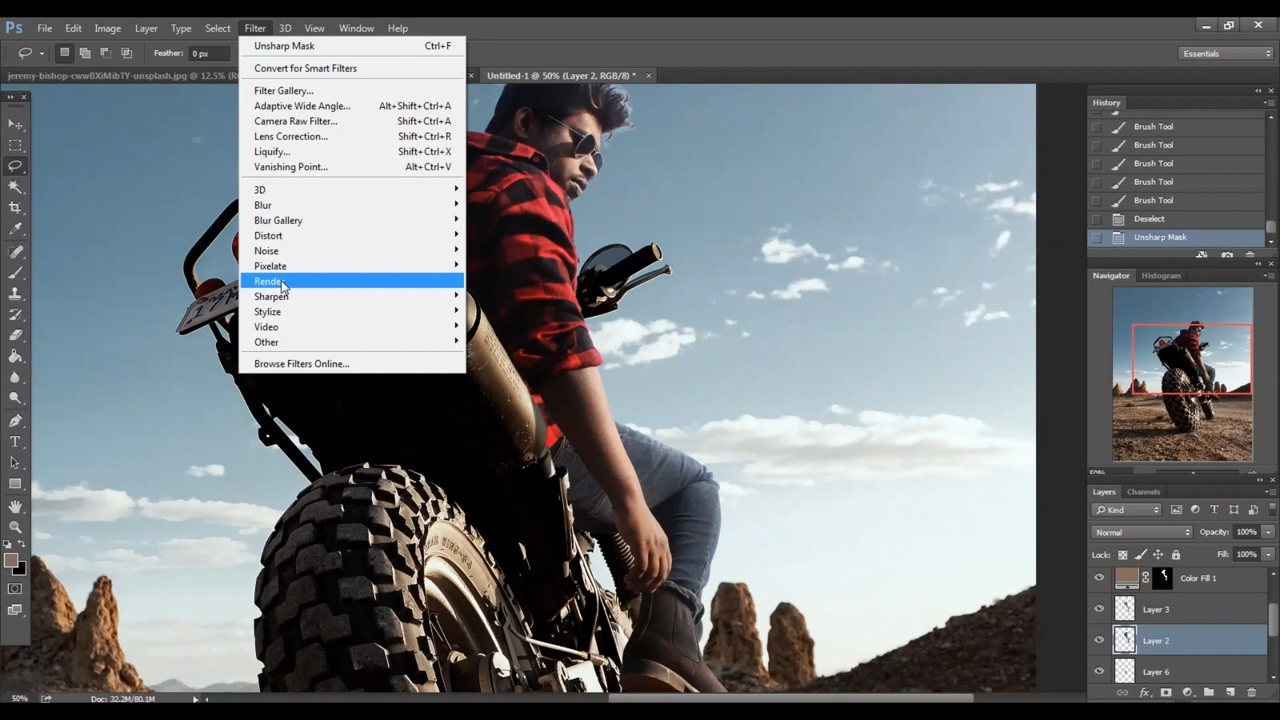 Ps File Edit Image Layer Type Select Filter 3D View Window Help
Feather: 0 px
Essentials
jeremy-bishop-cwwBXiMibTY-unsplash.jpg @ 12.5%
Untitled-1 @ 50% (Layer 2, RGB/8) *
Unsharp Mask Ctrl+F
Convert for Smart Filters
Filter Gallery...
Adaptive Wide Angle... Alt+Shift+Ctrl+A
Camera Raw Filter... Shift+Ctrl+A
Lens Correction... Shift+Ctrl+R
Liquify... Shift+Ctrl+X
Vanishing Point... Alt+Ctrl+V
3D
Blur
Blur Gallery
Distort
Noise
Pixelate
Render
Sharpen
Stylize
Video
Other
Browse Filters Online...
History
Brush Tool
Brush Tool
Brush Tool
Brush Tool
Brush Tool
Deselect
Unsharp Mask
Navigator Histogram
50%
Layers Channels
Kind
Normal Opacity: 100%
Lock: Fill: 100%
Color Fill 1
Layer 3
Layer 2
Layer 6
50% Doc: 32.2M/80.1M